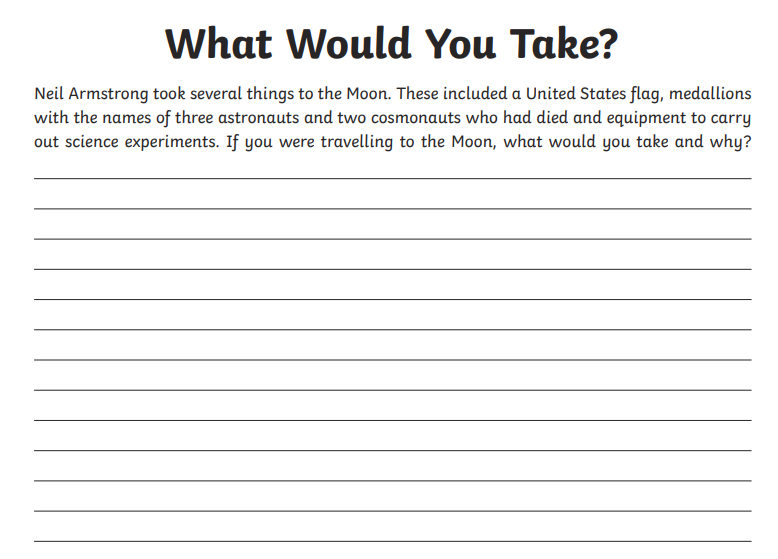 What Would You Take?
Neil Armstrong took several things to the Moon. These included a United States flag, medallions
with the names of three astronauts and two cosmonauts who had died and equipment to carry
out science experiments. If you were travelling to the Moon, what would you take and why?